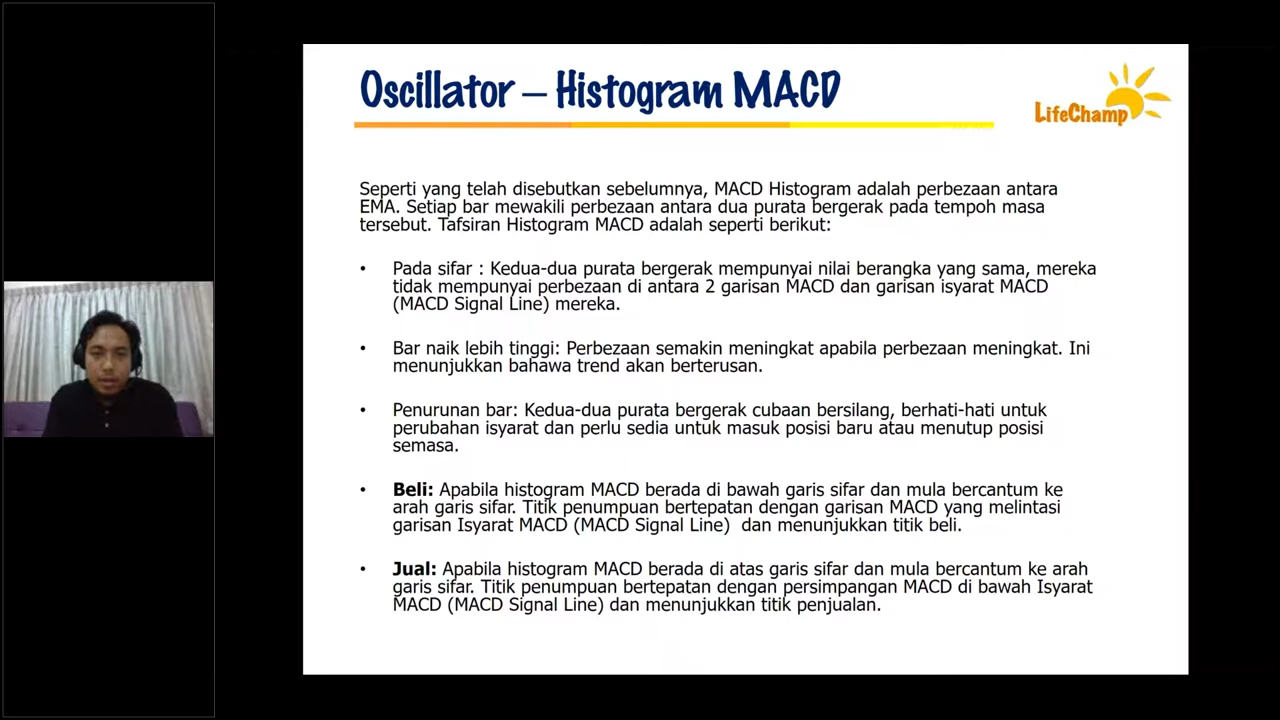 Oscillator – Histogram MACD
LifeChamp
Seperti yang telah disebutkan sebelumnya, MACD Histogram adalah perbezaan antara
EMA. Setiap bar mewakili perbezaan antara dua purata bergerak pada tempoh masa
tersebut. Tafsiran Histogram MACD adalah seperti berikut:
• Pada sifar : Kedua-dua purata bergerak mempunyai nilai berangka yang sama, mereka
tidak mempunyai perbezaan di antara 2 garisan MACD dan garisan isyarat MACD
(MACD Signal Line) mereka.
• Bar naik lebih tinggi: Perbezaan semakin meningkat apabila perbezaan meningkat. Ini
menunjukkan bahawa trend akan berterusan.
• Penurunan bar: Kedua-dua purata bergerak cubaan bersilang, berhati-hati untuk
perubahan isyarat dan perlu sedia untuk masuk posisi baru atau menutup posisi
semasa.
• Beli: Apabila histogram MACD berada di bawah garis sifar dan mula bercantum ke
arah garis sifar. Titik penumpuan bertepatan dengan garisan MACD yang melintasi
garisan Isyarat MACD (MACD Signal Line) dan menunjukkan titik beli.
• Jual: Apabila histogram MACD berada di atas garis sifar dan mula bercantum ke arah
garis sifar. Titik penumpuan bertepatan dengan persimpangan MACD di bawah Isyarat
MACD (MACD Signal Line) dan menunjukkan titik penjualan.